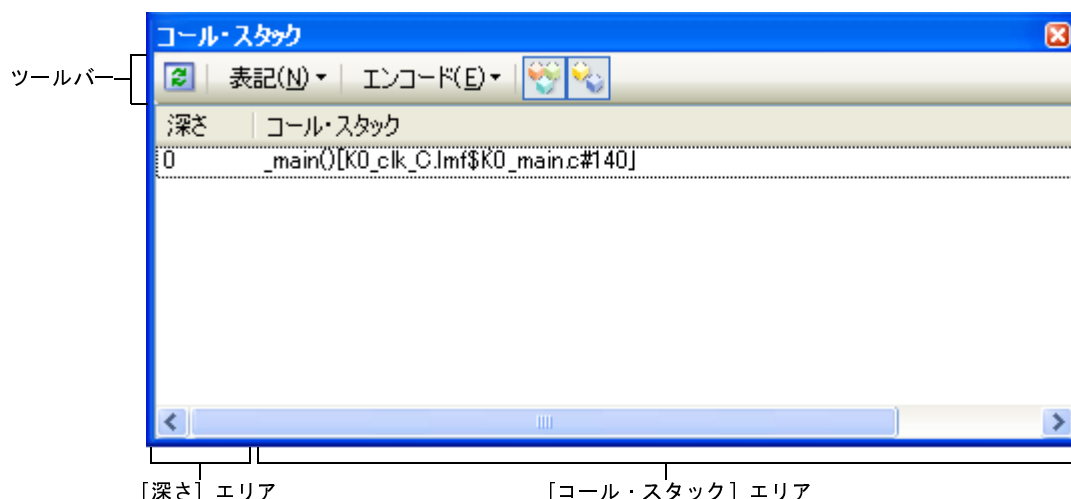 コール・スタック
ツールバー
表記(N) エンコード(E)
深さ コール・スタック
0 _main()[K0_clk_C.lmf$K0_main.c#140]
[深さ] エリア [コール・スタック] エリア